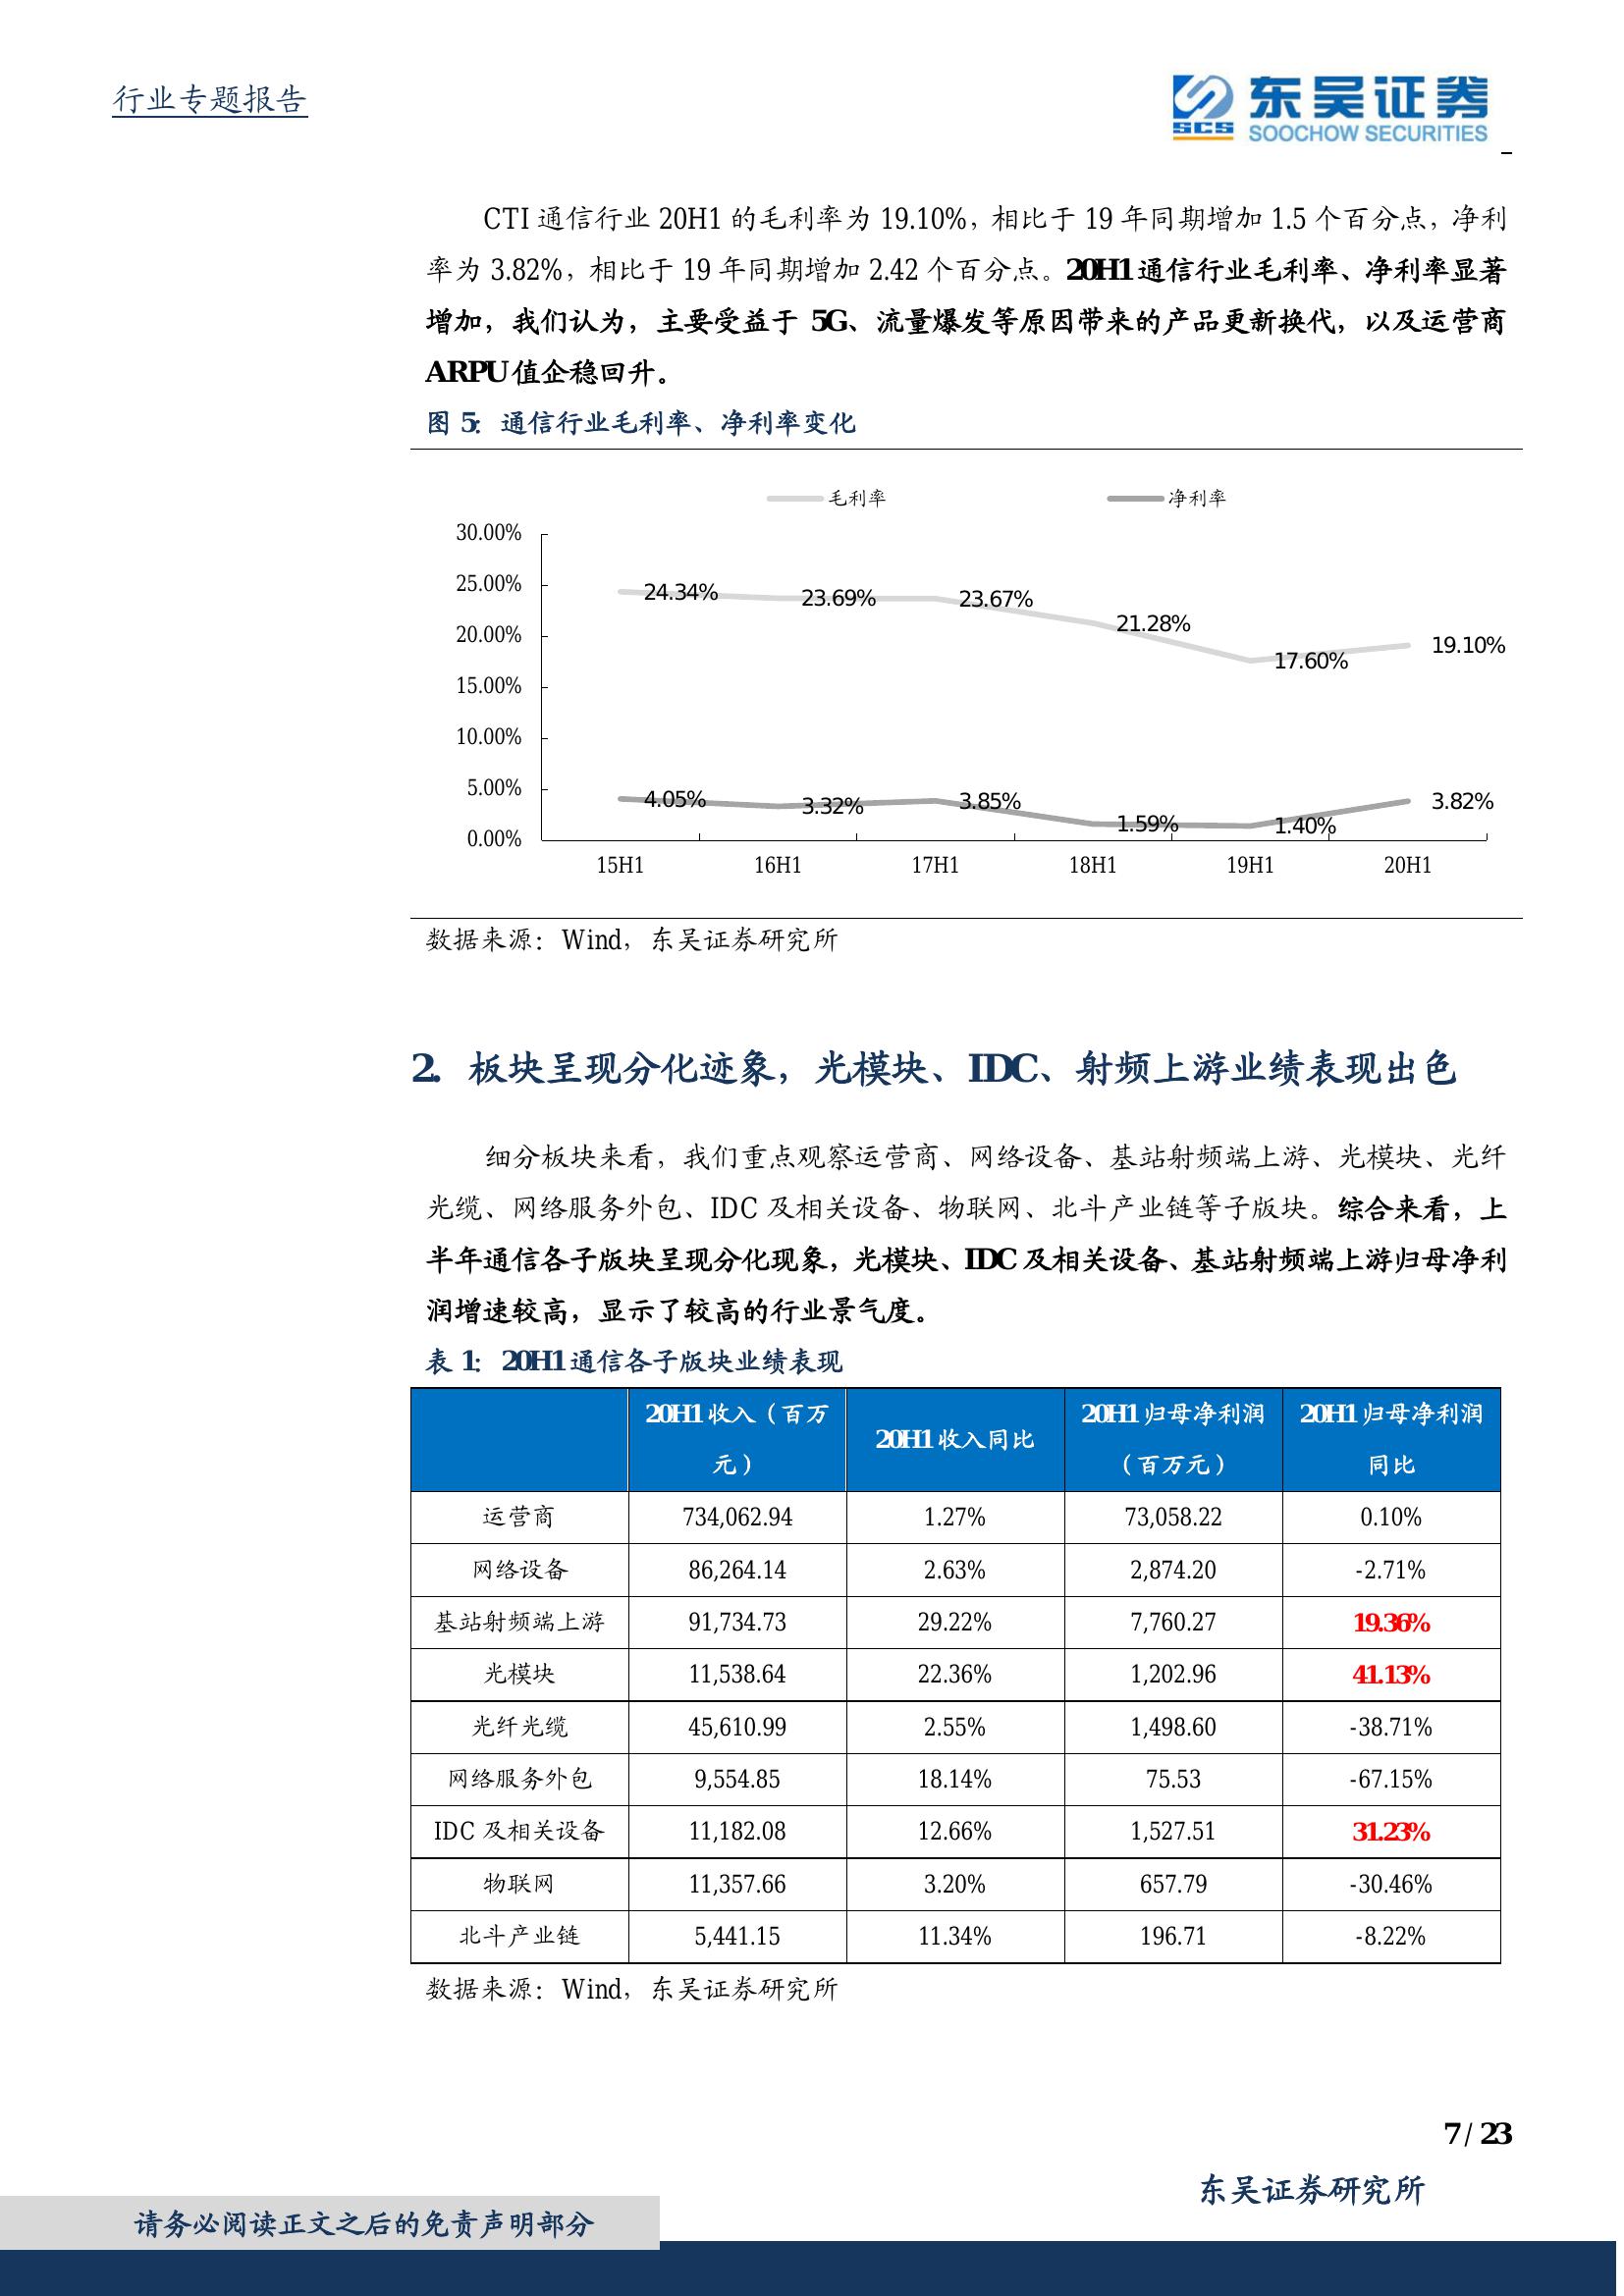 行业专题报告
SCS
东吴证券
SOOCHOW SECURITIES
CTI 通信行业 20H1 的毛利率为 19.10%，相比于 19 年同期增加 1.5 个百分点，净利
率为 3.82%，相比于 19 年同期增加 2.42 个百分点。20H1 通信行业毛利率、净利率显著
增加，我们认为，主要受益于 5G、流量爆发等原因带来的产品更新换代，以及运营商
ARPU 值企稳回升。
图 5：通信行业毛利率、净利率变化
毛利率 净利率
30.00%
25.00%
20.00%
15.00%
10.00%
5.00%
0.00%
24.34% 23.69% 23.67% 21.28% 17.60% 19.10%
4.05% 3.32% 3.85% 1.59% 1.40% 3.82%
15H1 16H1 17H1 18H1 19H1 20H1
数据来源：Wind，东吴证券研究所
2. 板块呈现分化迹象，光模块、IDC、射频上游业绩表现出色
细分板块来看，我们重点观察运营商、网络设备、基站射频端上游、光模块、光纤
光缆、网络服务外包、IDC 及相关设备、物联网、北斗产业链等子版块。综合来看，上
半年通信各子版块呈现分化现象，光模块、IDC 及相关设备、基站射频端上游归母净利
润增速较高，显示了较高的行业景气度。
表 1：20H1 通信各子版块业绩表现
20H1 收入（百万元） 20H1 收入同比 20H1 归母净利润（百万元） 20H1 归母净利润同比
运营商 734,062.94 1.27% 73,058.22 0.10%
网络设备 86,264.14 2.63% 2,874.20 -2.71%
基站射频端上游 91,734.73 29.22% 7,760.27 19.36%
光模块 11,538.64 22.36% 1,202.96 41.13%
光纤光缆 45,610.99 2.55% 1,498.60 -38.71%
网络服务外包 9,554.85 18.14% 75.53 -67.15%
IDC 及相关设备 11,182.08 12.66% 1,527.51 31.23%
物联网 11,357.66 3.20% 657.79 -30.46%
北斗产业链 5,441.15 11.34% 196.71 -8.22%
数据来源：Wind，东吴证券研究所
7 / 23
东吴证券研究所
请务必阅读正文之后的免责声明部分